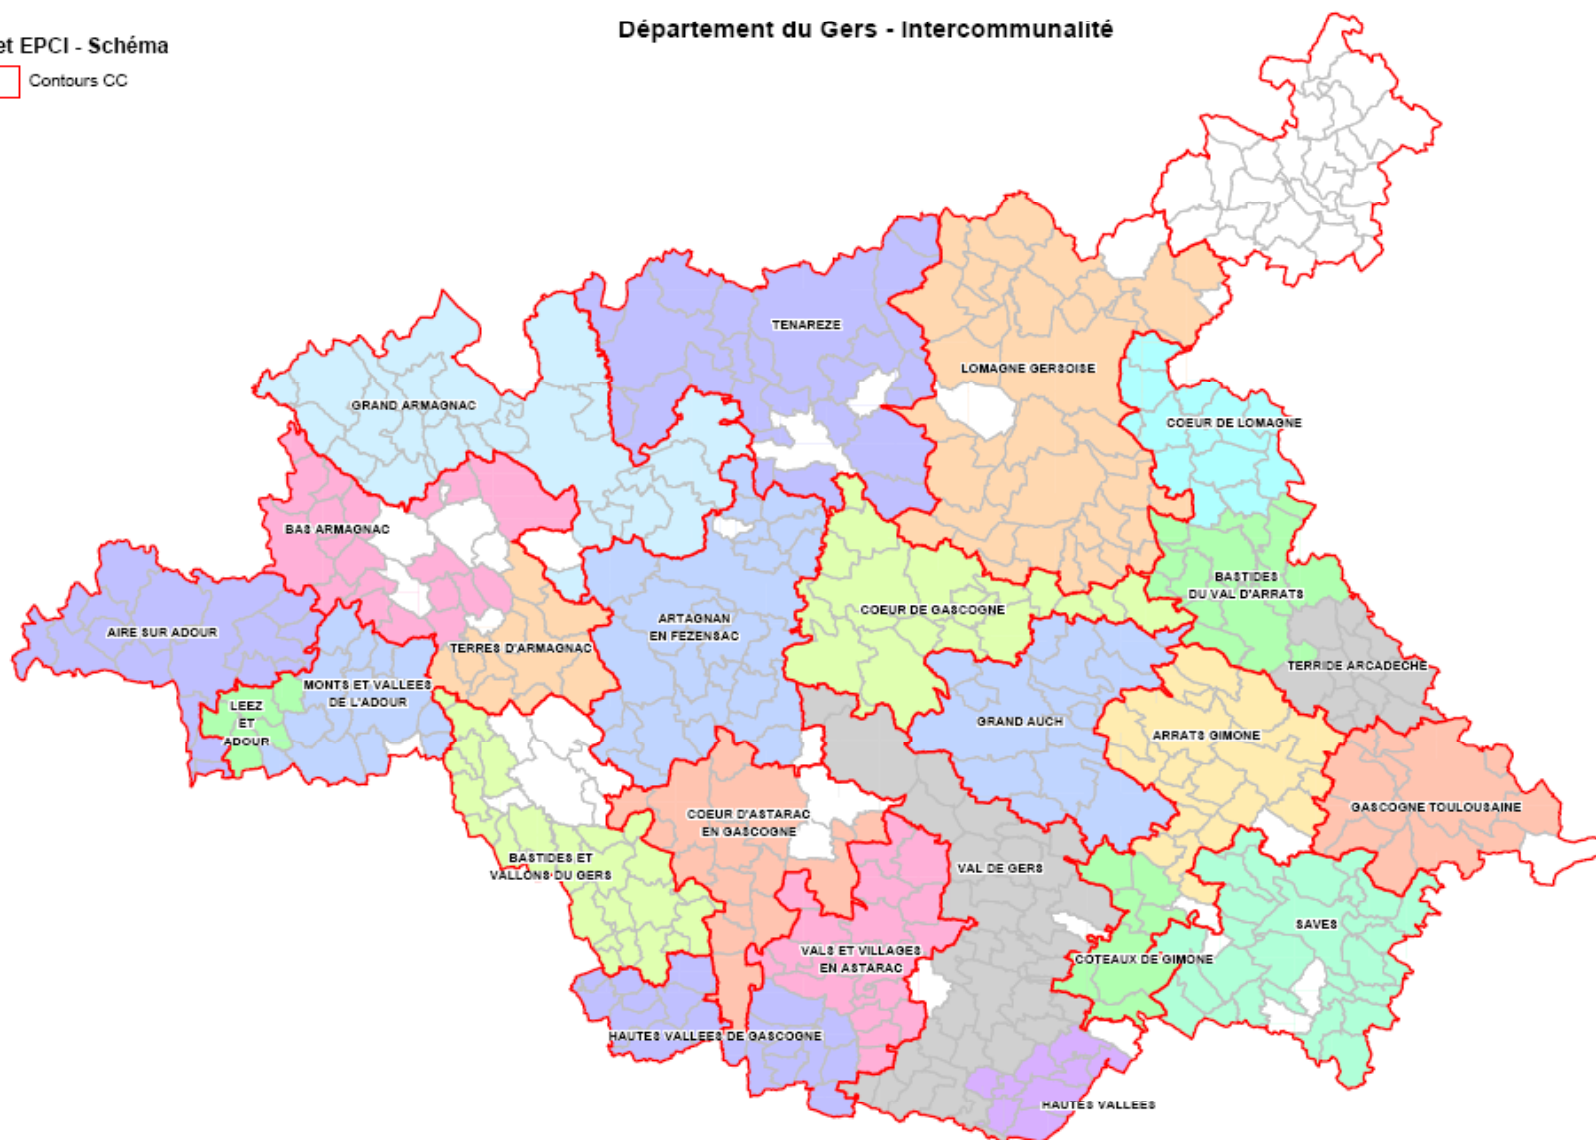 Département du Gers - Intercommunalité
et EPCI - Schéma
Contours CC
TENAREZE
LOMAGNE GERSOISE
GRAND ARMAGNAC
COEUR DE LOMAGNE
BAS ARMAGNAC
BASTIDES
DU VAL D'ARRATS
COEUR DE GASCOGNE
ARTAGNAN
EN FEZENSAC
AIRE SUR ADOUR
TERRES D'ARMAGNAC
TERRIDE ARCADECHE
MONTS ET VALLEES
DE L'ADOUR
LEEZ
ET
ADOUR
GRAND AUCH
ARRATS GIMONE
GASCOGNE TOULOUSAINE
COEUR D'ASTARAC
EN GASCOGNE
BASTIDES ET
VALLONS DU GERS
VAL DE GERS
SAVES
VALS ET VILLAGES
EN ASTARAC
COTEAUX DE GIMONE
HAUTES VALLEES DE GASCOGNE
HAUTES VALLEES